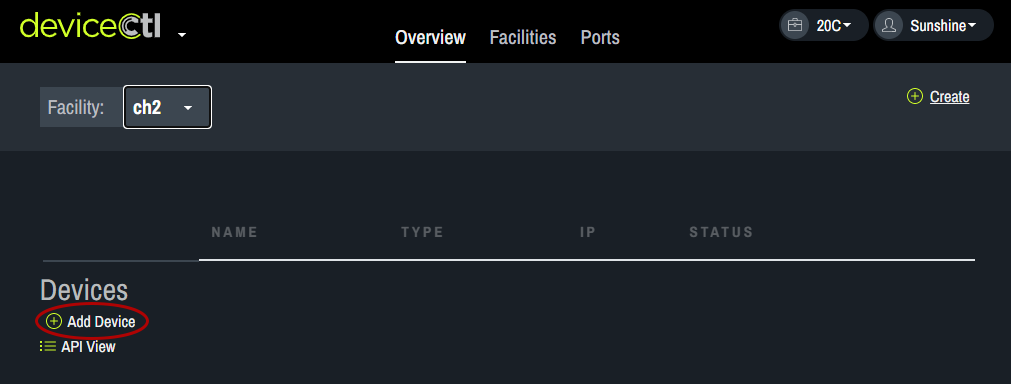 devicectl
Overview Facilities Ports
20C Sunshine
Facility: ch2
Create
NAME TYPE IP STATUS
Devices
Add Device
API View